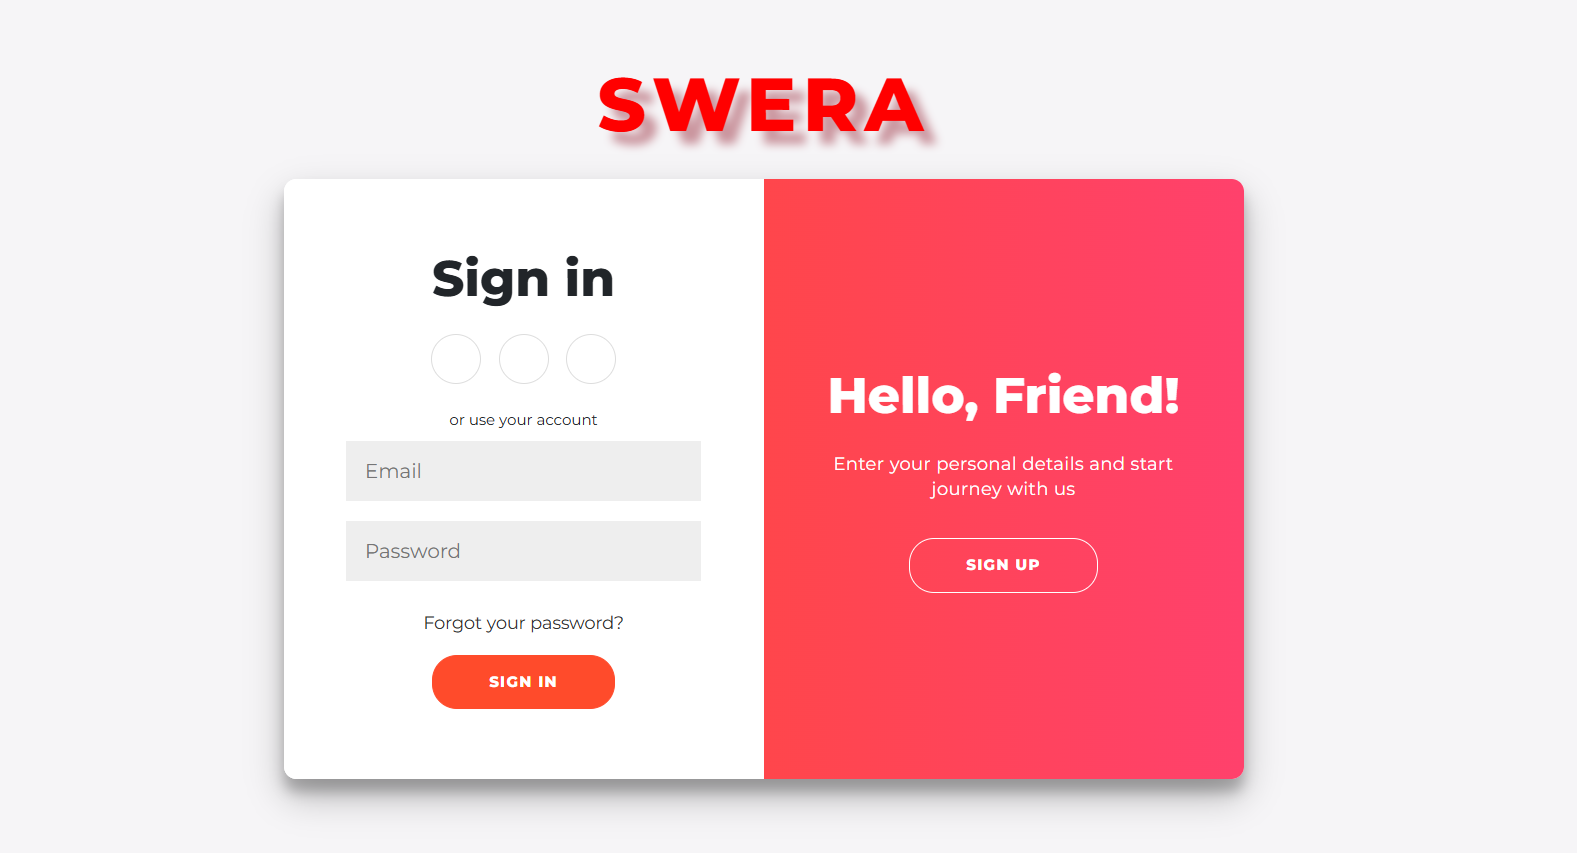 SWERA
Sign in
or use your account
Email
Password
Forgot your password?
SIGN IN
Hello, Friend!
Enter your personal details and start
journey with us
SIGN UP